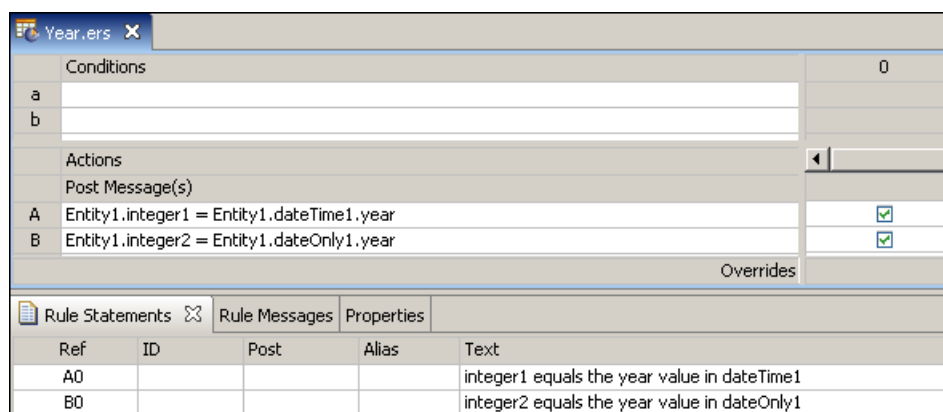 Year.ers
Conditions 0
a
b
Actions
Post Message(s)
A Entity1.integer1 = Entity1.dateTime1.year
B Entity1.integer2 = Entity1.dateOnly1.year
Overrides
Rule Statements Rule Messages Properties
Ref ID Post Alias Text
A0 integer1 equals the year value in dateTime1
B0 integer2 equals the year value in dateOnly1